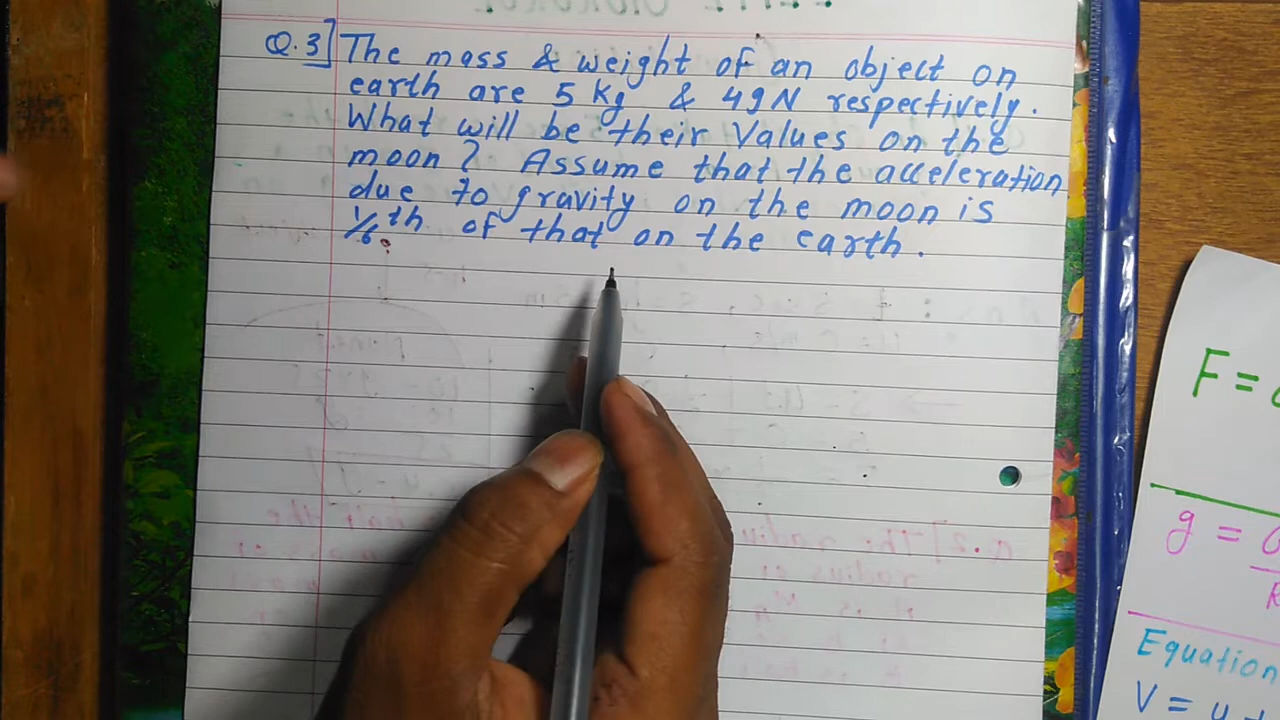 Q.3] The mass & weight of an object on
earth are 5 kg & 49N respectively.
What will be their Values on the
moon? Assume that the acceleration
due to gravity on the moon is
1/6th of that on the earth.
F =
g =
Equation
V = u +